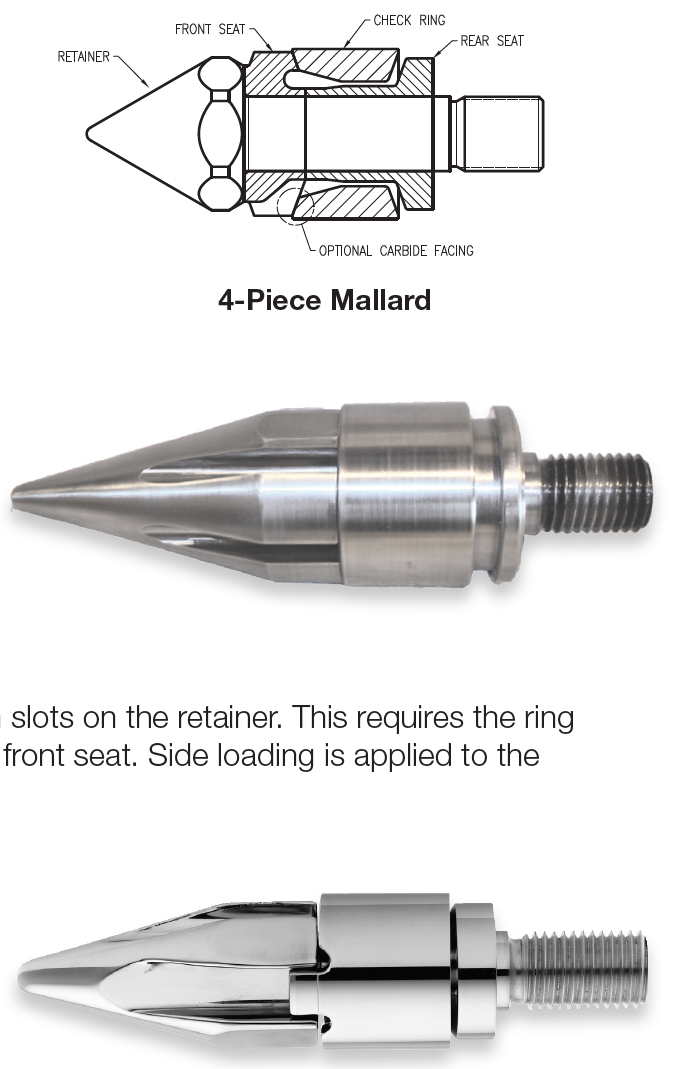 CHECK RING
FRONT SEAT
REAR SEAT
RETAINER
OPTIONAL CARBIDE FACING
4-Piece Mallard
slots on the retainer. This requires the ring
front seat. Side loading is applied to the